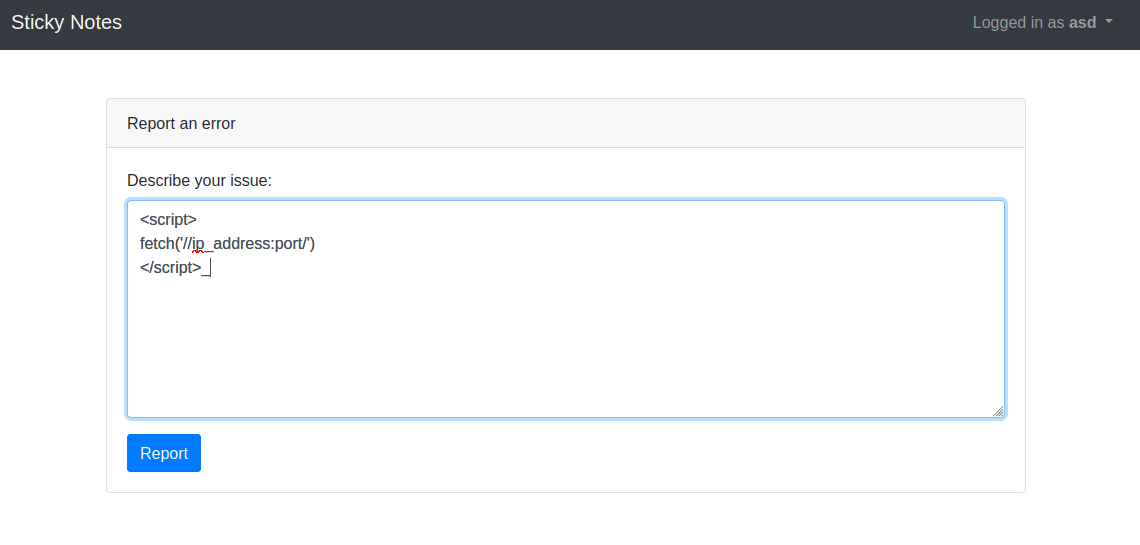 Sticky Notes
Logged in as asd
Report an error
Describe your issue:
<script>
fetch('//ip_address:port/')
</script>_
Report